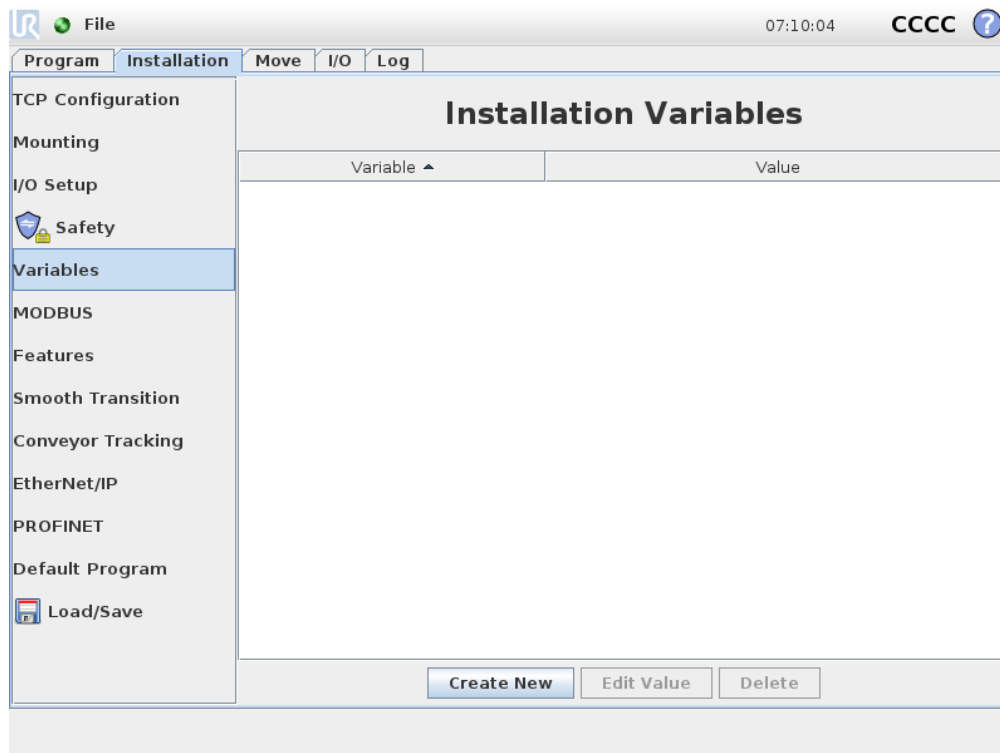 UR File 07:10:04 CCCC ?
Program Installation Move I/O Log
TCP Configuration
Mounting
I/O Setup
Safety
Variables
MODBUS
Features
Smooth Transition
Conveyor Tracking
EtherNet/IP
PROFINET
Default Program
Load/Save
Installation Variables
Variable Value
Create New Edit Value Delete